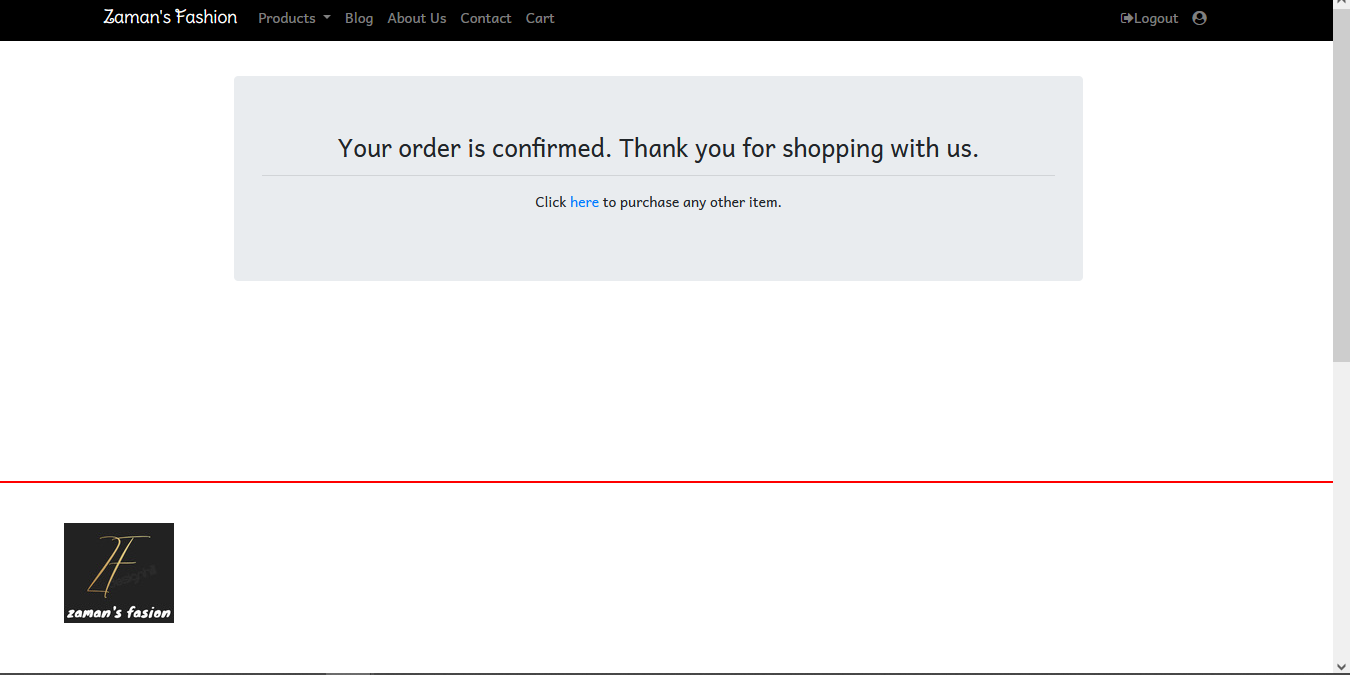 Zaman's Fashion Products Blog About Us Contact Cart Logout
Your order is confirmed. Thank you for shopping with us.
Click here to purchase any other item.
ZF
zaman's fasion